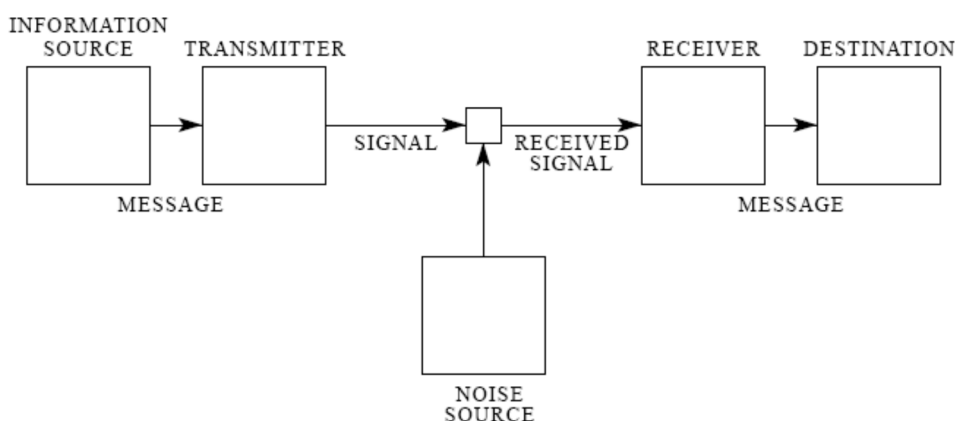 INFORMATION
SOURCE
TRANSMITTER
RECEIVER
DESTINATION
SIGNAL
RECEIVED
SIGNAL
MESSAGE
MESSAGE
NOISE
SOURCE